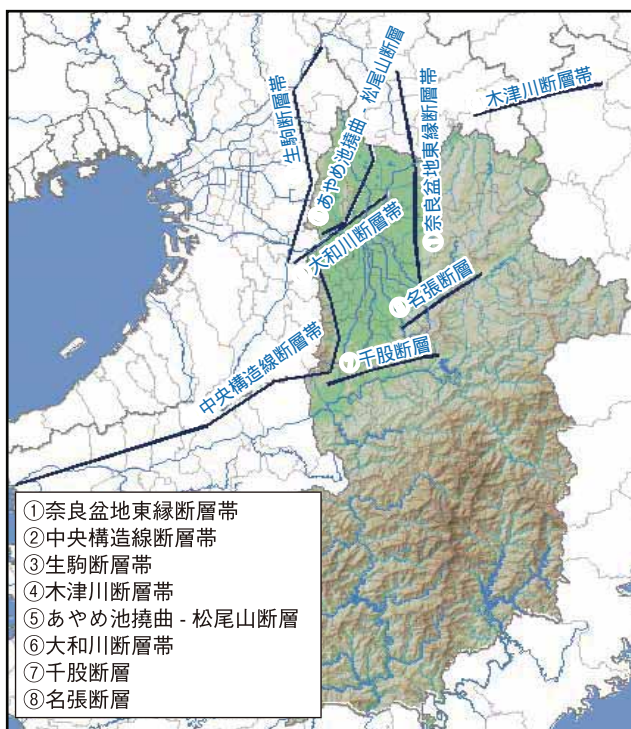 生駒断層帯
あやめ池撓曲 - 松尾山断層
奈良盆地東縁断層帯
木津川断層帯
大和川断層帯
名張断層
千股断層
中央構造線断層帯
①奈良盆地東縁断層帯
②中央構造線断層帯
③生駒断層帯
④木津川断層帯
⑤あやめ池撓曲 - 松尾山断層
⑥大和川断層帯
⑦千股断層
⑧名張断層